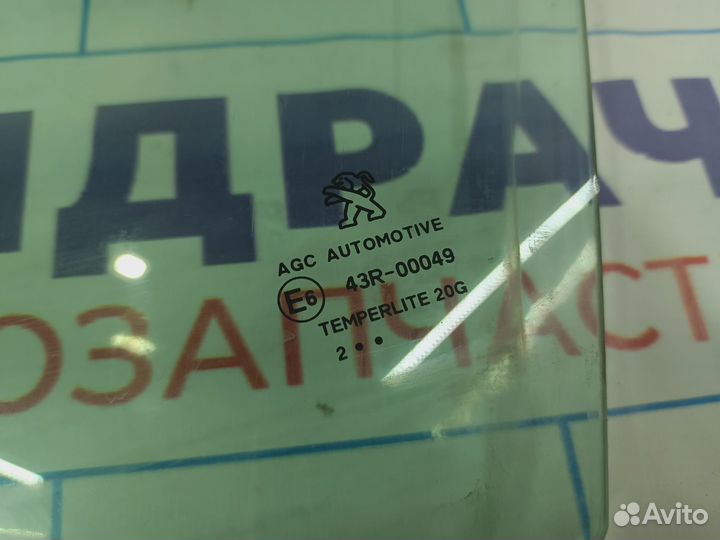 ДРАЧ
ОЗАПЧАСТ
AGC AUTOMOTIVE
E6 43R-00049
TEMPERLITE 20G
2 • •
Avito